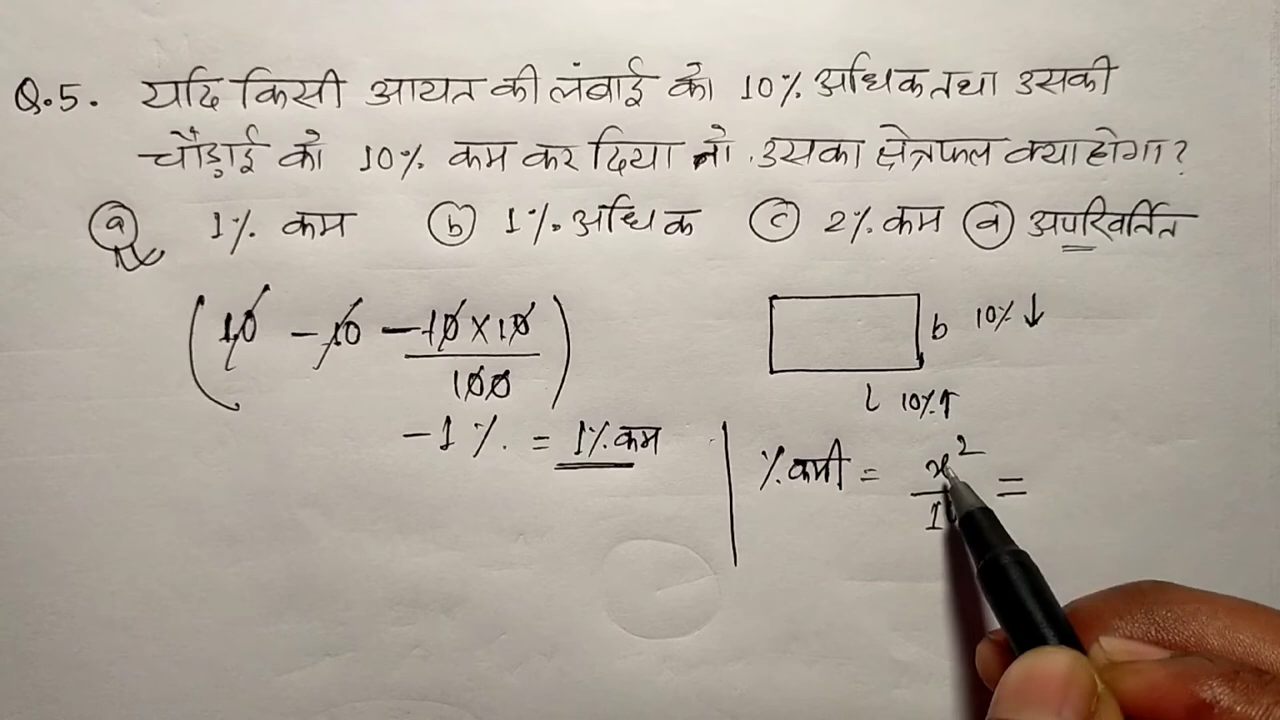 Q.5. यदि किसी आयत की लंबाई को 10% अधिक तथा उसकी
चौड़ाई को 10% कम कर दिया तो उसका क्षेत्रफल क्या होगा?
(a) 1% कम (b) 1% अधिक (c) 2% कम (d) अपरिवर्तित
(10 - 10 - 10 × 10 / 100)
b 10% ↓
l 10% ↑
-1% = 1% कम
% कमी = x² / 1 =